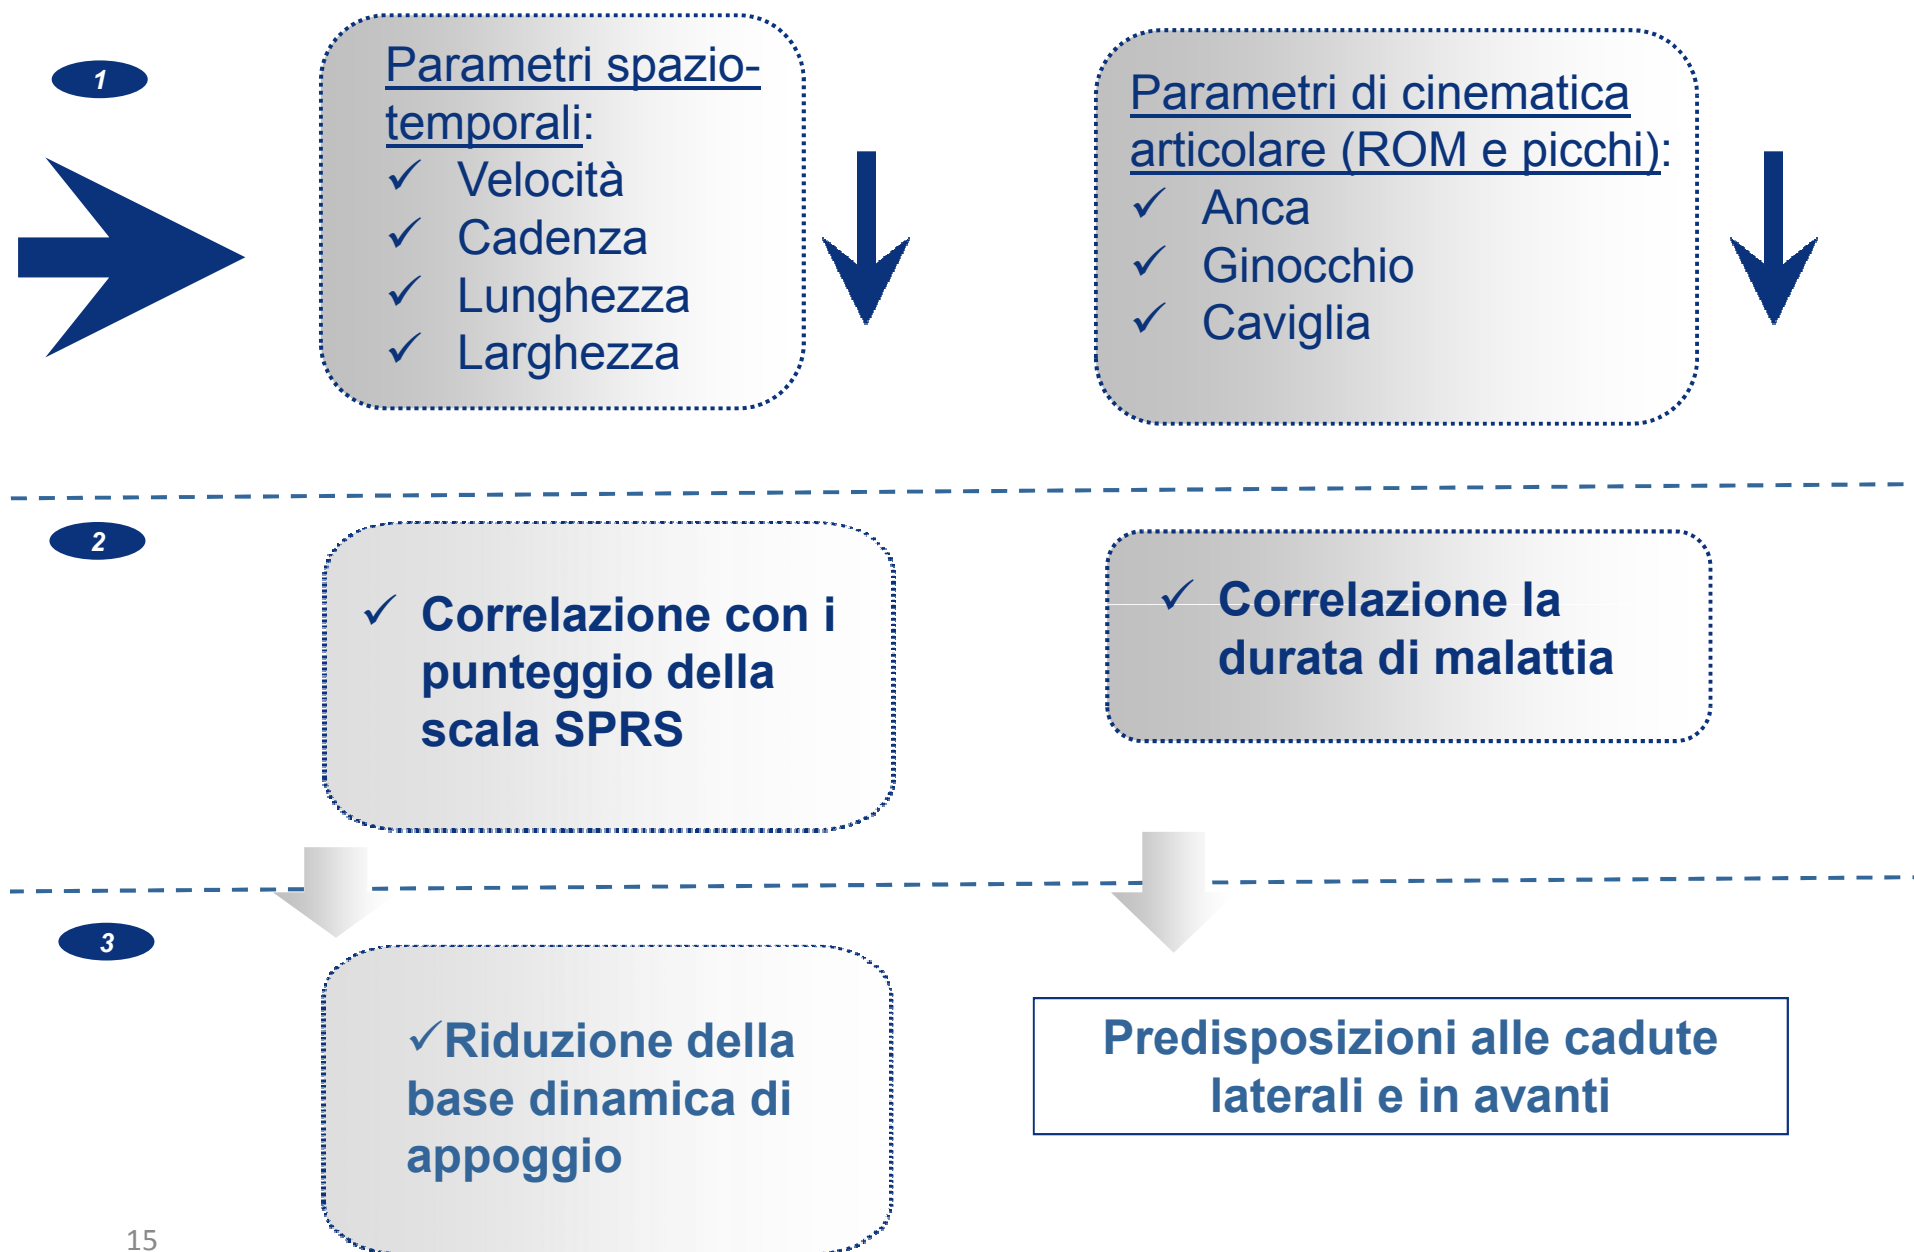 1
Parametri spazio-
temporali:
✓ Velocità
✓ Cadenza
✓ Lunghezza
✓ Larghezza
Parametri di cinematica
articolare (ROM e picchi):
✓ Anca
✓ Ginocchio
✓ Caviglia
2
✓ Correlazione con i
punteggio della
scala SPRS
✓ Correlazione la
durata di malattia
3
✓Riduzione della
base dinamica di
appoggio
Predisposizioni alle cadute
laterali e in avanti
15